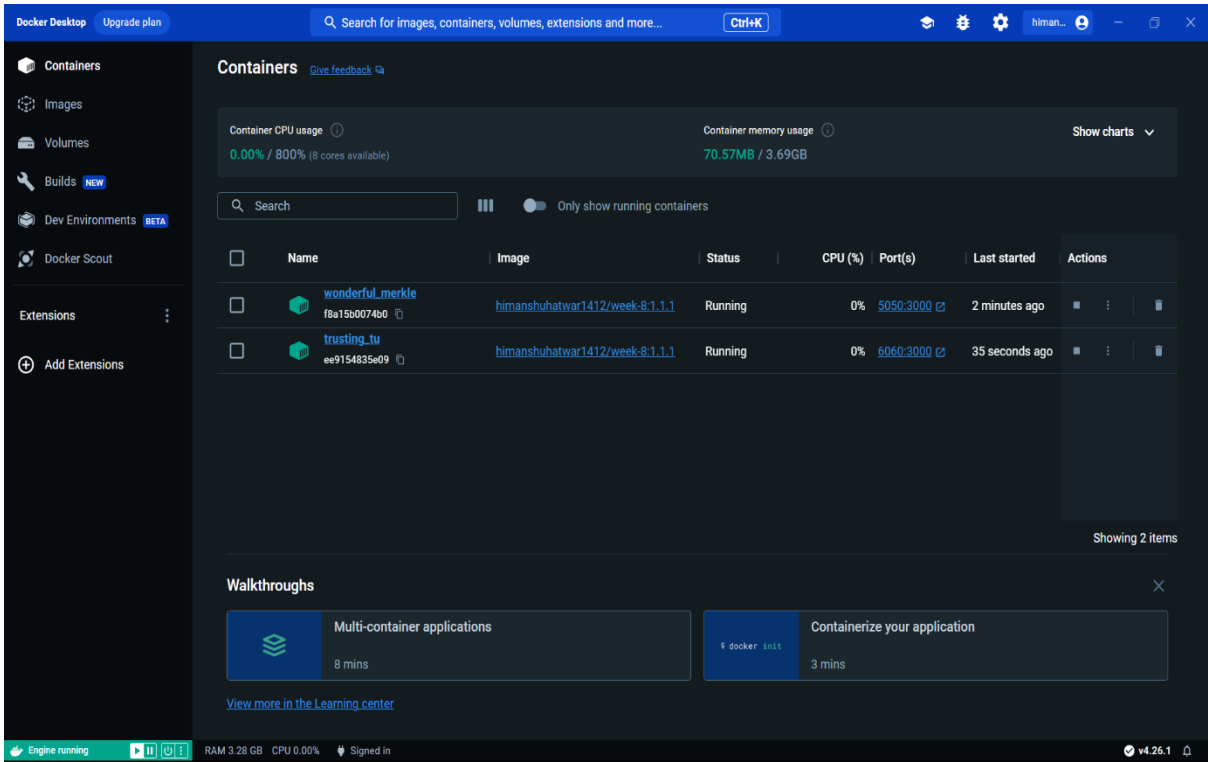 Docker Desktop Upgrade plan Search for images, containers, volumes, extensions and more... Ctrl+K himan...
Containers
Images
Volumes
Builds NEW
Dev Environments BETA
Docker Scout
Extensions
Add Extensions
Containers Give feedback
Container CPU usage
0.00% / 800% (8 cores available)
Container memory usage
70.57MB / 3.69GB
Show charts
Search
Only show running containers
Name Image Status CPU (%) Port(s) Last started Actions
wonderful_merkle
f8a15b0074b0
himanshuhatwar1412/week-8:1.1.1 Running 0% 5050:3000 2 minutes ago
trusting_tu
ee9154835e09
himanshuhatwar1412/week-8:1.1.1 Running 0% 6060:3000 35 seconds ago
Showing 2 items
Walkthroughs
Multi-container applications
8 mins
$ docker init
Containerize your application
3 mins
View more in the Learning center
Engine running RAM 3.28 GB CPU 0.00% Signed in v4.26.1